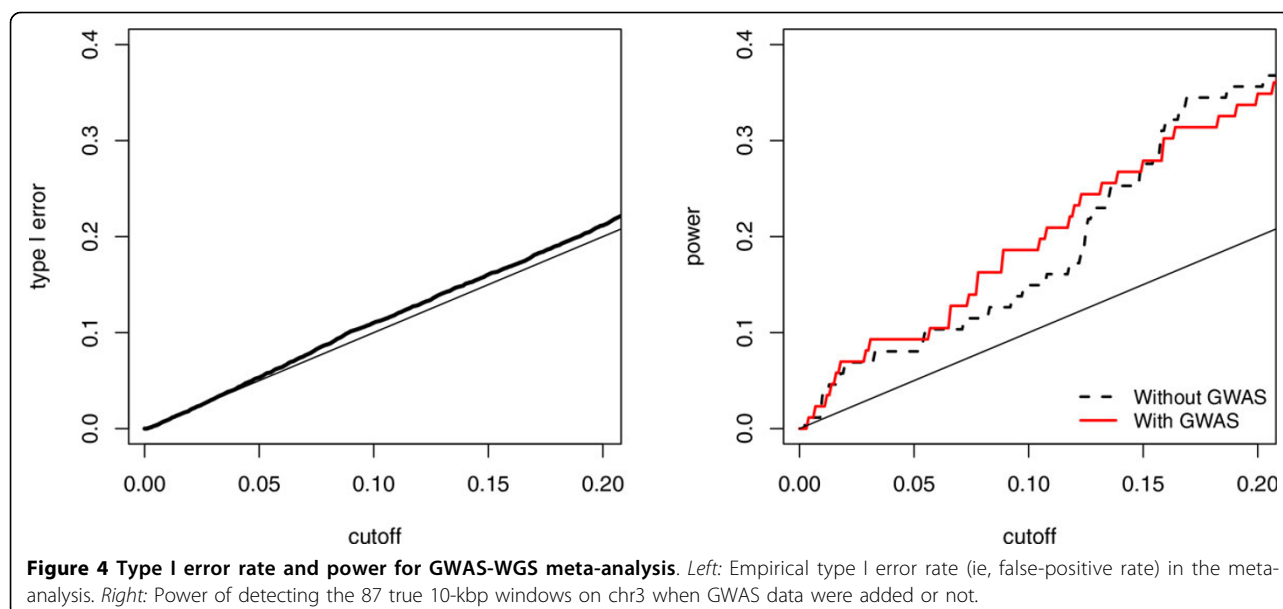 0.4
0.3
0.2
0.1
0.0
type I error
0.00 0.05 0.10 0.15 0.20
cutoff
0.4
0.3
0.2
0.1
0.0
power
Without GWAS
With GWAS
0.00 0.05 0.10 0.15 0.20
cutoff
Figure 4 Type I error rate and power for GWAS-WGS meta-analysis. Left: Empirical type I error rate (ie, false-positive rate) in the meta-
analysis. Right: Power of detecting the 87 true 10-kbp windows on chr3 when GWAS data were added or not.